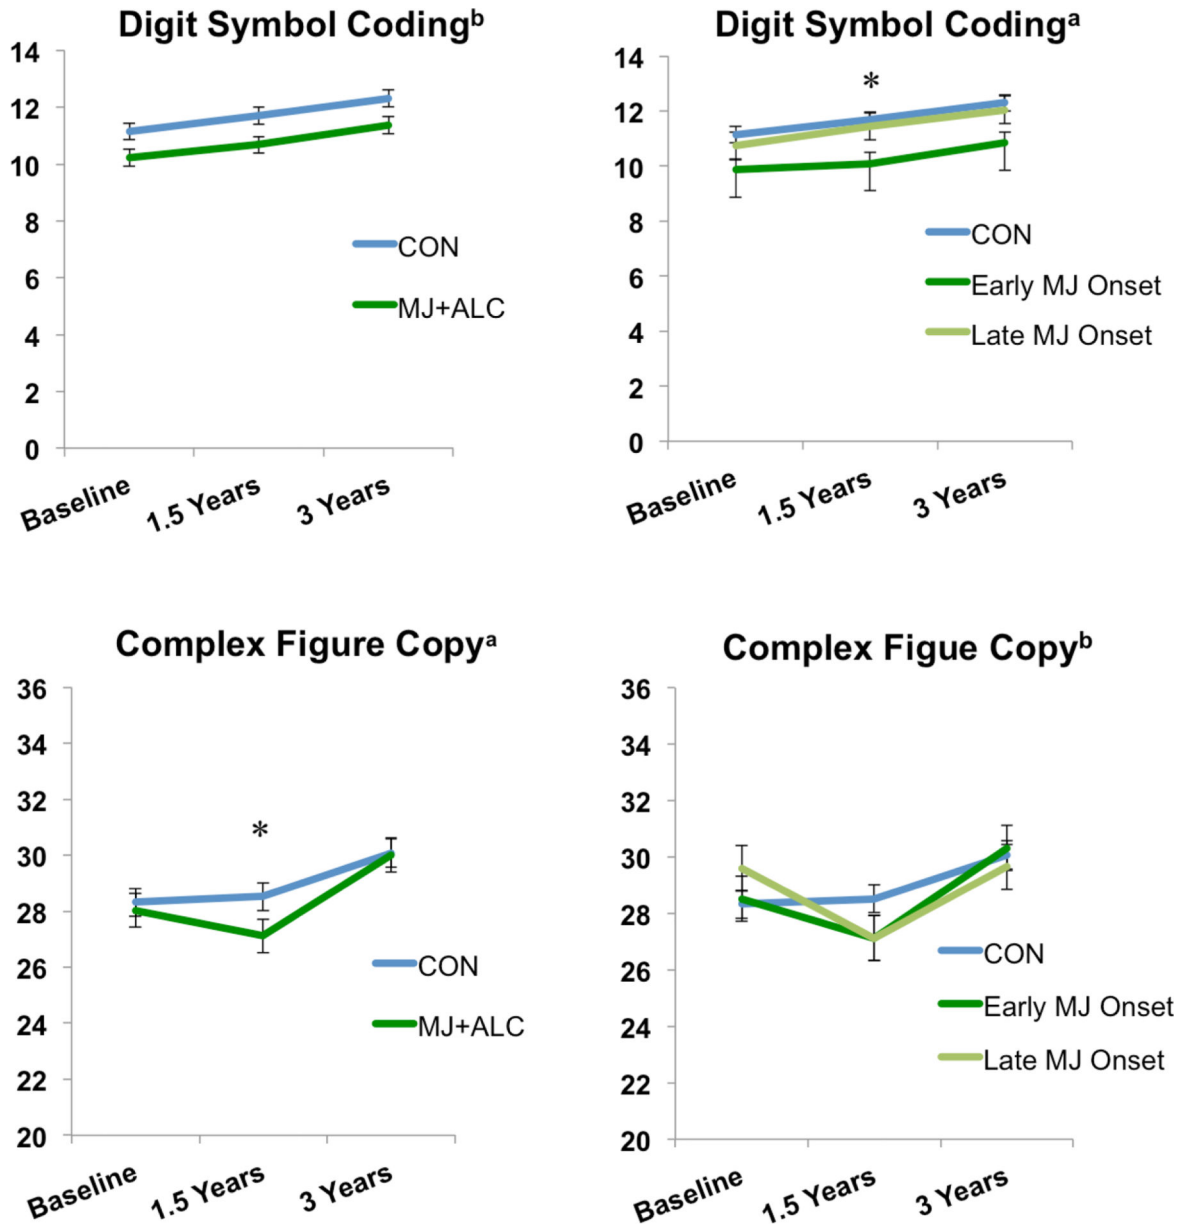 Digit Symbol Codingᵇ
14
12
10
8
6
4
2
0
CON
MJ+ALC
Baseline
1.5 Years
3 Years
Digit Symbol Codingᵃ
14
12
10
8
6
4
2
0
*
CON
Early MJ Onset
Late MJ Onset
Baseline
1.5 Years
3 Years
Complex Figure Copyᵃ
36
34
32
30
28
26
24
22
20
*
CON
MJ+ALC
Baseline
1.5 Years
3 Years
Complex Figue Copyᵇ
36
34
32
30
28
26
24
22
20
CON
Early MJ Onset
Late MJ Onset
Baseline
1.5 Years
3 Years